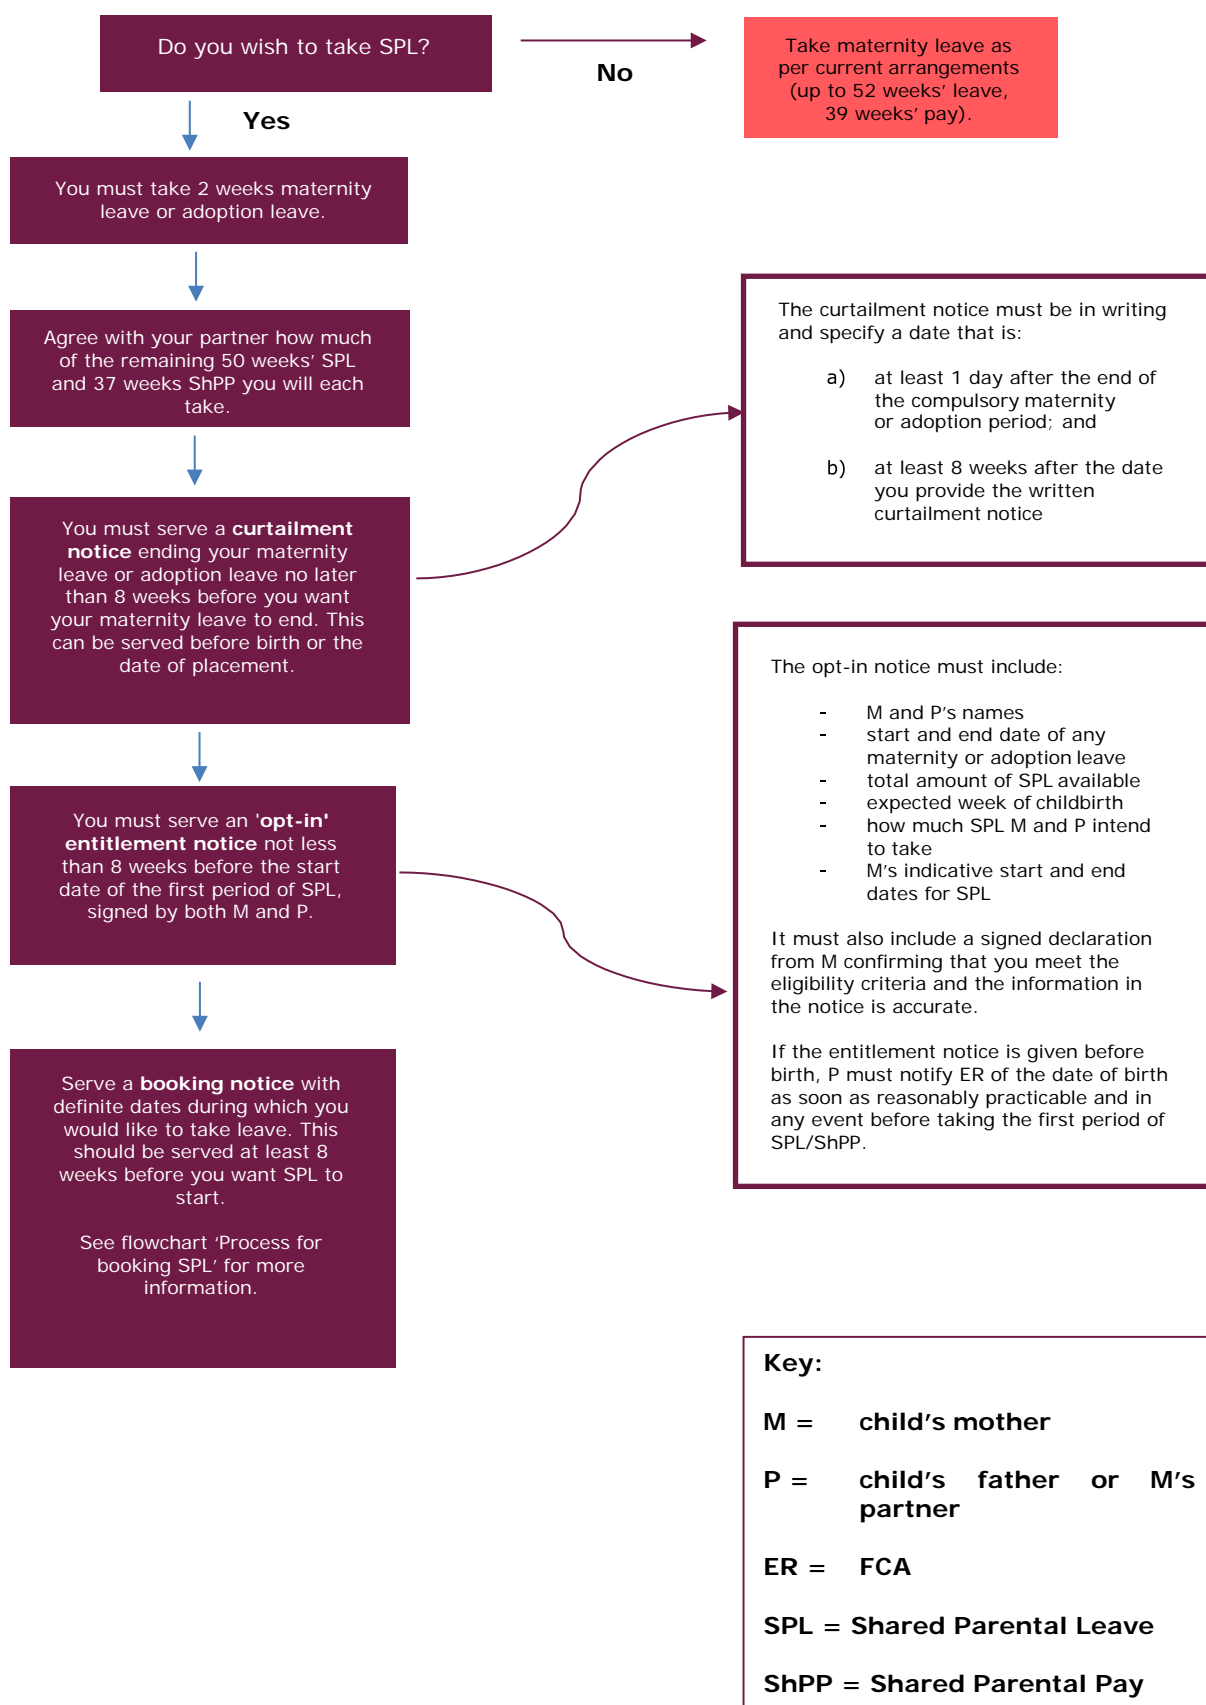 Do you wish to take SPL?
No
Take maternity leave as
per current arrangements
(up to 52 weeks' leave,
39 weeks' pay).
Yes
You must take 2 weeks maternity
leave or adoption leave.
Agree with your partner how much
of the remaining 50 weeks' SPL
and 37 weeks ShPP you will each
take.
You must serve a curtailment
notice ending your maternity
leave or adoption leave no later
than 8 weeks before you want
your maternity leave to end. This
can be served before birth or the
date of placement.
The curtailment notice must be in writing
and specify a date that is:
a) at least 1 day after the end of
the compulsory maternity
or adoption period; and
b) at least 8 weeks after the date
you provide the written
curtailment notice
You must serve an 'opt-in'
entitlement notice not less
than 8 weeks before the start
date of the first period of SPL,
signed by both M and P.
The opt-in notice must include:
- M and P's names
- start and end date of any
maternity or adoption leave
- total amount of SPL available
- expected week of childbirth
- how much SPL M and P intend
to take
- M's indicative start and end
dates for SPL
It must also include a signed declaration
from M confirming that you meet the
eligibility criteria and the information in
the notice is accurate.
If the entitlement notice is given before
birth, P must notify ER of the date of birth
as soon as reasonably practicable and in
any event before taking the first period of
SPL/ShPP.
Serve a booking notice with
definite dates during which you
would like to take leave. This
should be served at least 8
weeks before you want SPL to
start.
See flowchart 'Process for
booking SPL' for more
information.
Key:
M = child's mother
P = child's father or M's
partner
ER = FCA
SPL = Shared Parental Leave
ShPP = Shared Parental Pay